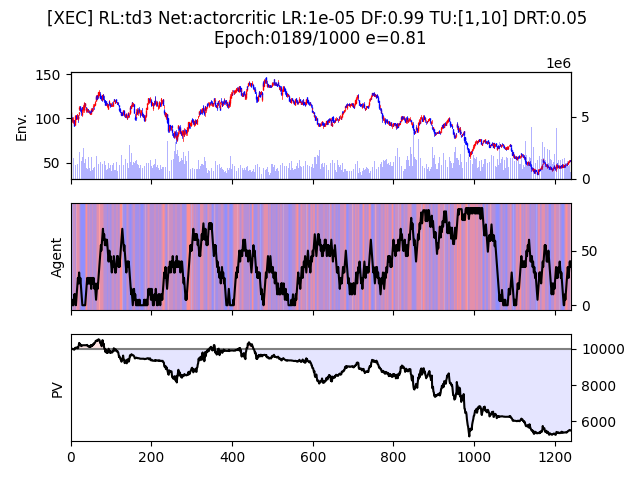 [XEC] RL:td3 Net:actorcritic LR:1e-05 DF:0.99 TU:[1,10] DRT:0.05
Epoch:0189/1000 e=0.81
1e6
150
100
50
Env.
5
0
Agent
50
0
PV
10000
8000
6000
0 200 400 600 800 1000 1200